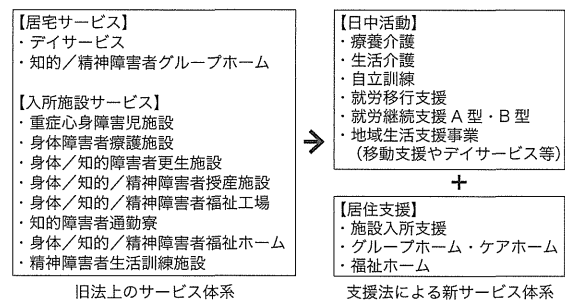 【居宅サービス】
・デイサービス
・知的／精神障害者グループホーム
【入所施設サービス】
・重症心身障害児施設
・身体障害者療護施設
・身体／知的障害者更生施設
・身体／知的／精神障害者授産施設
・身体／知的／精神障害者福祉工場
・知的障害者通勤寮
・身体／知的／精神障害者福祉ホーム
・精神障害者生活訓練施設
旧法上のサービス体系
→
【日中活動】
・療養介護
・生活介護
・自立訓練
・就労移行支援
・就労継続支援A型・B型
・地域生活支援事業
（移動支援やデイサービス等）
＋
【居住支援】
・施設入所支援
・グループホーム・ケアホーム
・福祉ホーム
支援法による新サービス体系